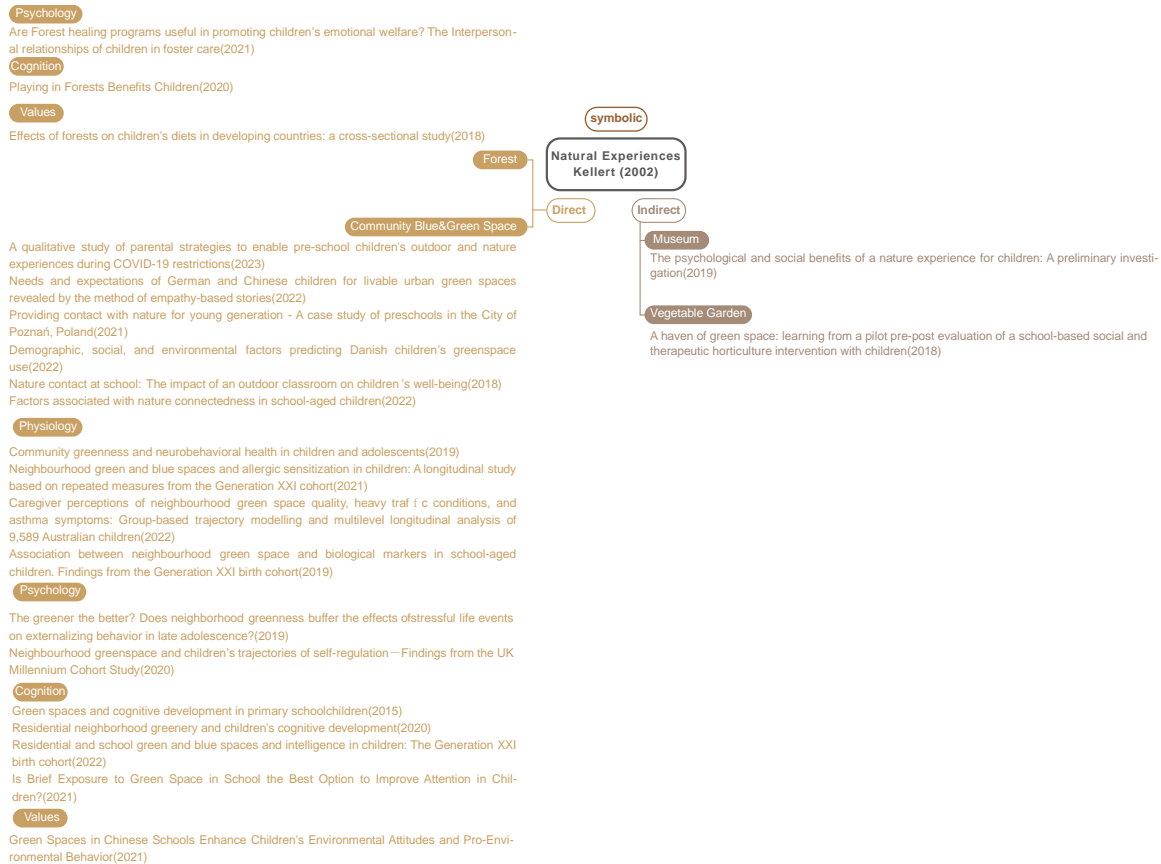 Psychology
Are Forest healing programs useful in promoting children's emotional welfare? The Interperson-
al relationships of children in foster care(2021)
Cognition
Playing in Forests Benefits Children(2020)
Values
Effects of forests on children's diets in developing countries: a cross-sectional study(2018)
symbolic
Natural Experiences
Kellert (2002)
Forest
Direct
Indirect
Community Blue&Green Space
A qualitative study of parental strategies to enable pre-school children's outdoor and nature
experiences during COVID-19 restrictions(2023)
Needs and expectations of German and Chinese children for livable urban green spaces
revealed by the method of empathy-based stories(2022)
Providing contact with nature for young generation - A case study of preschools in the City of
Poznań, Poland(2021)
Demographic, social, and environmental factors predicting Danish children's greenspace
use(2022)
Nature contact at school: The impact of an outdoor classroom on children 's well-being(2018)
Factors associated with nature connectedness in school-aged children(2022)
Physiology
Community greenness and neurobehavioral health in children and adolescents(2019)
Neighbourhood green and blue spaces and allergic sensitization in children: A longitudinal study
based on repeated measures from the Generation XXI cohort(2021)
Caregiver perceptions of neighbourhood green space quality, heavy traf f c conditions, and
asthma symptoms: Group-based trajectory modelling and multilevel longitudinal analysis of
9,589 Australian children(2022)
Association between neighbourhood green space and biological markers in school-aged
children. Findings from the Generation XXI birth cohort(2019)
Psychology
The greener the better? Does neighborhood greenness buffer the effects ofstressful life events
on externalizing behavior in late adolescence?(2019)
Neighbourhood greenspace and children's trajectories of self-regulation—Findings from the UK
Millennium Cohort Study(2020)
Cognition
Green spaces and cognitive development in primary schoolchildren(2015)
Residential neighborhood greenery and children's cognitive development(2020)
Residential and school green and blue spaces and intelligence in children: The Generation XXI
birth cohort(2022)
Is Brief Exposure to Green Space in School the Best Option to Improve Attention in Chil-
dren?(2021)
Values
Green Spaces in Chinese Schools Enhance Children's Environmental Attitudes and Pro-Envi-
ronmental Behavior(2021)
Museum
The psychological and social benefits of a nature experience for children: A preliminary investi-
gation(2019)
Vegetable Garden
A haven of green space: learning from a pilot pre-post evaluation of a school-based social and
therapeutic horticulture intervention with children(2018)